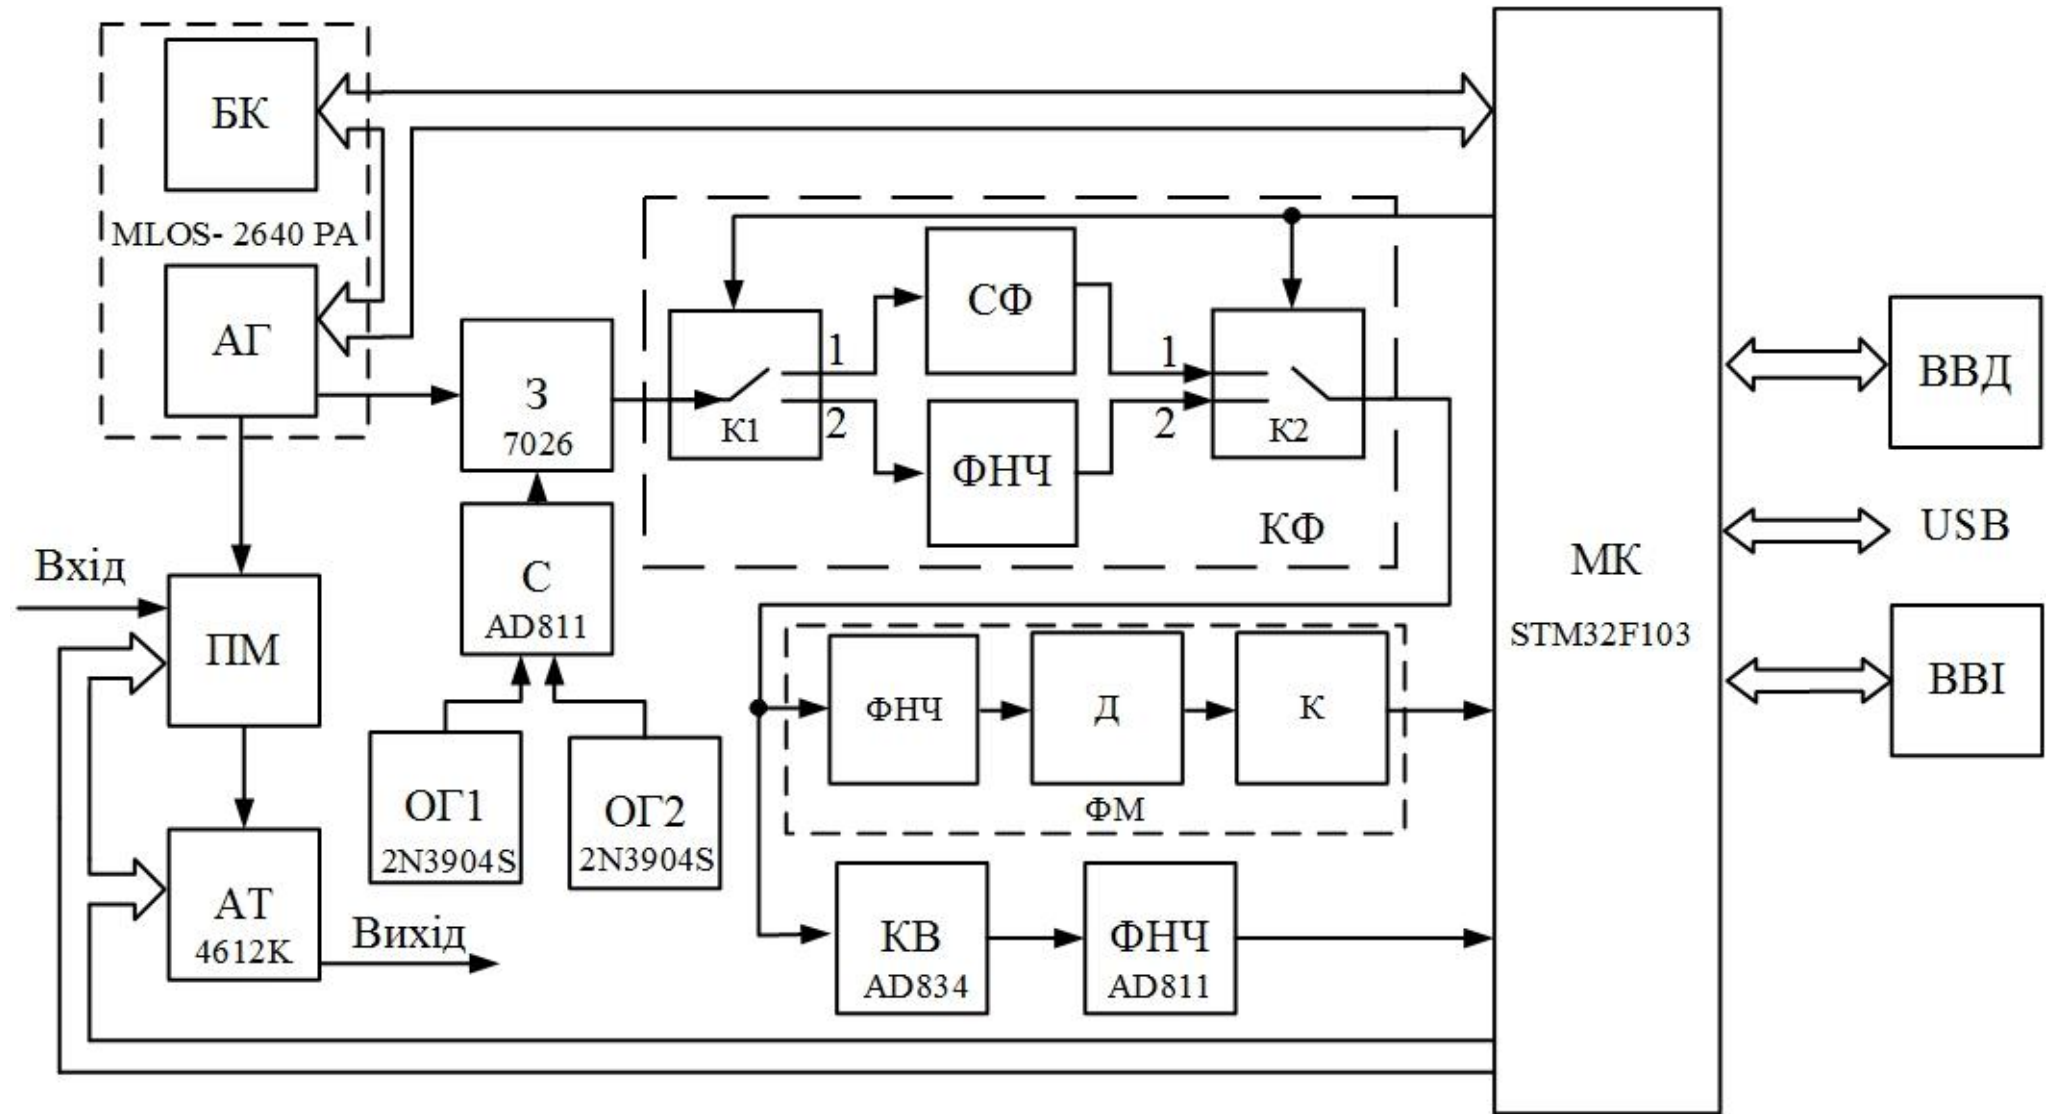 БК
MLOS- 2640 PA
АГ
З
7026
1
СФ
1
К1
2
ФНЧ
2
К2
КФ
ВВД
USB
МК
STM32F103
ВВІ
Вхід
С
AD811
ПМ
ФНЧ
Д
К
ФМ
ОГ1
2N3904S
ОГ2
2N3904S
АТ
4612K
Вихід
КВ
AD834
ФНЧ
AD811